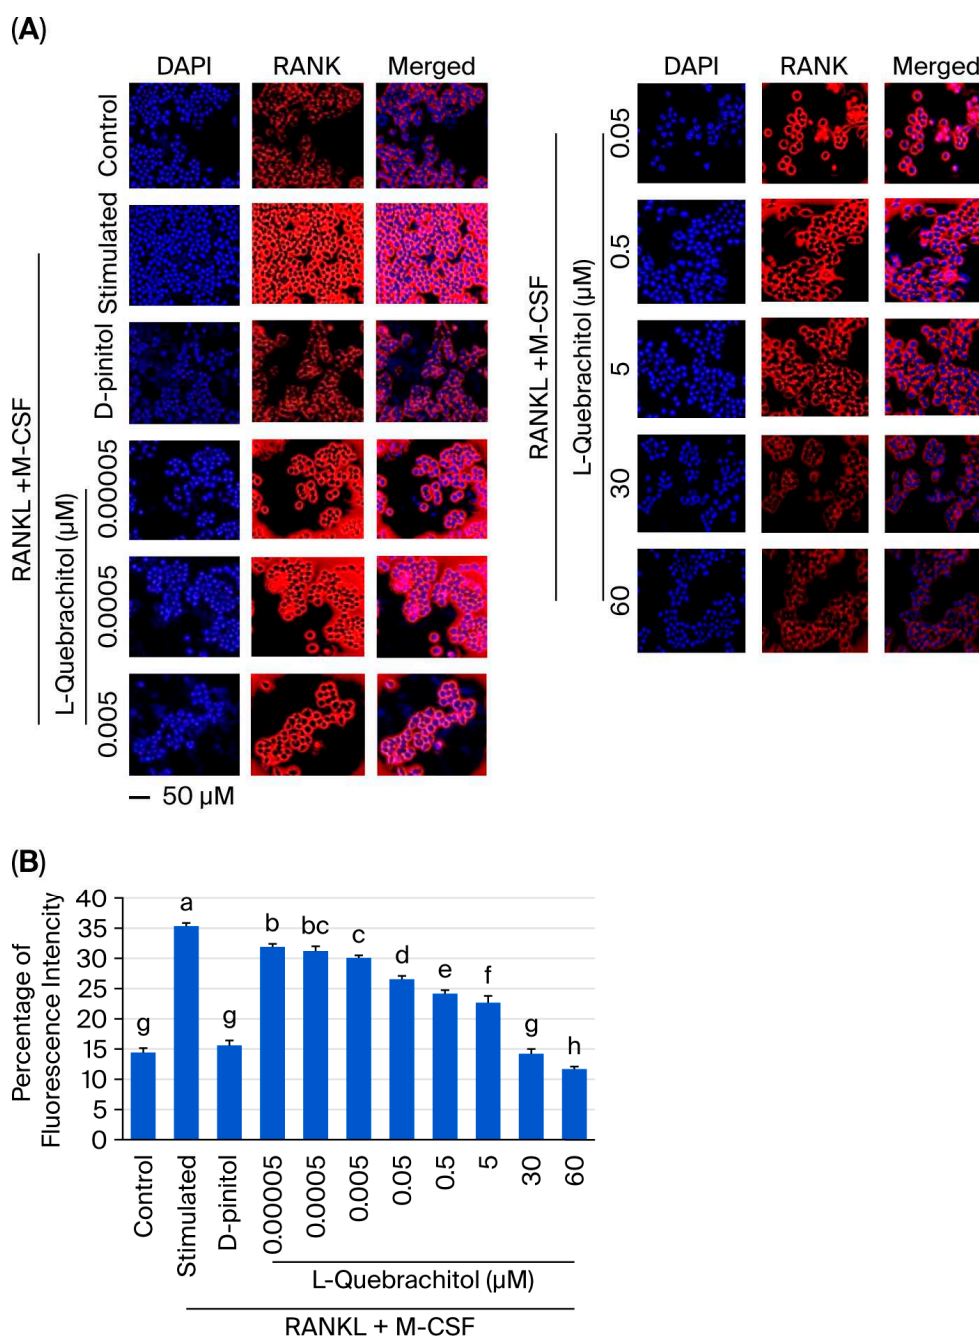 (A)
DAPI RANK Merged
Control
Stimulated
D-pinitol
0.00005
0.0005
0.005
RANKL +M-CSF
L-Quebrachitol (µM)
50 µM
DAPI RANK Merged
0.05
0.5
5
30
60
RANKL +M-CSF
L-Quebrachitol (µM)
(B)
Percentage of
Fluorescence Intencity
40
35
30
25
20
15
10
5
0
g a g b bc c d e f g h
Control Stimulated D-pinitol 0.00005 0.0005 0.005 0.05 0.5 5 30 60
L-Quebrachitol (µM)
RANKL + M-CSF